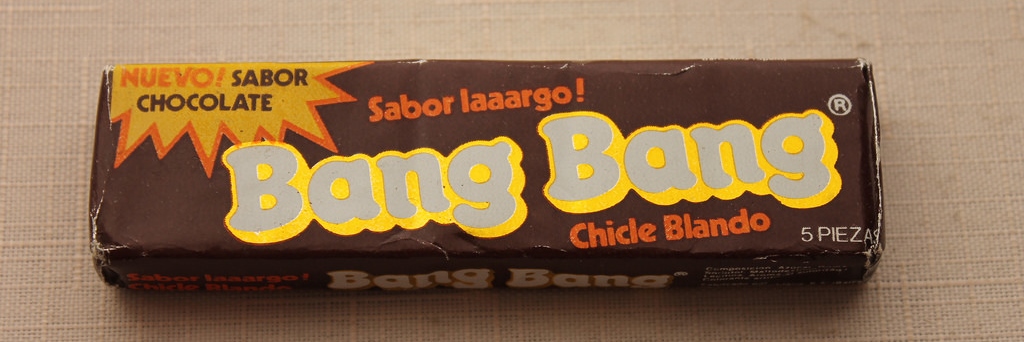 NUEVO! SABOR
CHOCOLATE
Sabor laaargo!
Bang Bang®
Chicle Blando
5 PIEZAS
Sabor laaargo!
Chicle Blando
Bang Bang®